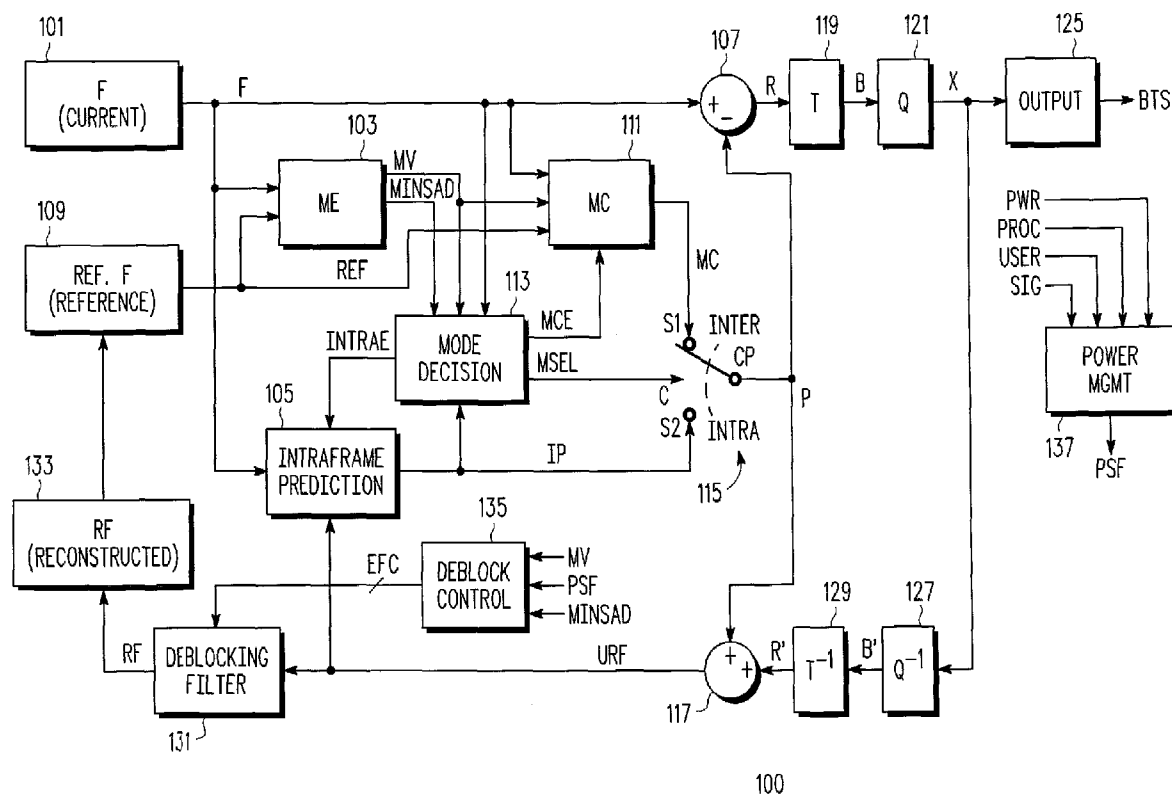 101
F
(CURRENT)
F
107
+
−
R
119
T
B
121
Q
X
125
OUTPUT
BTS
103
ME
MV
MINSAD
111
MC
109
REF. F
(REFERENCE)
REF
MC
PWR
PROC
USER
SIG
POWER
MGMT
137
PSF
113
MODE
DECISION
INTRAE
MCE
MSEL
S1
INTER
CP
C
S2
INTRA
P
115
105
INTRAFRAME
PREDICTION
IP
133
RF
(RECONSTRUCTED)
135
DEBLOCK
CONTROL
EFC
MV
PSF
MINSAD
RF
DEBLOCKING
FILTER
131
URF
+
+
117
R'
129
T⁻¹
B'
127
Q⁻¹
100